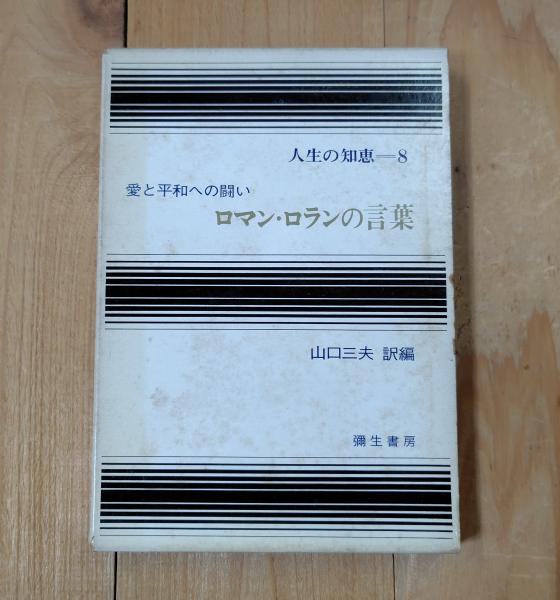 人生の知恵—8
愛と平和への闘い
ロマン・ロランの言葉
山口三夫 訳編
彌生書房